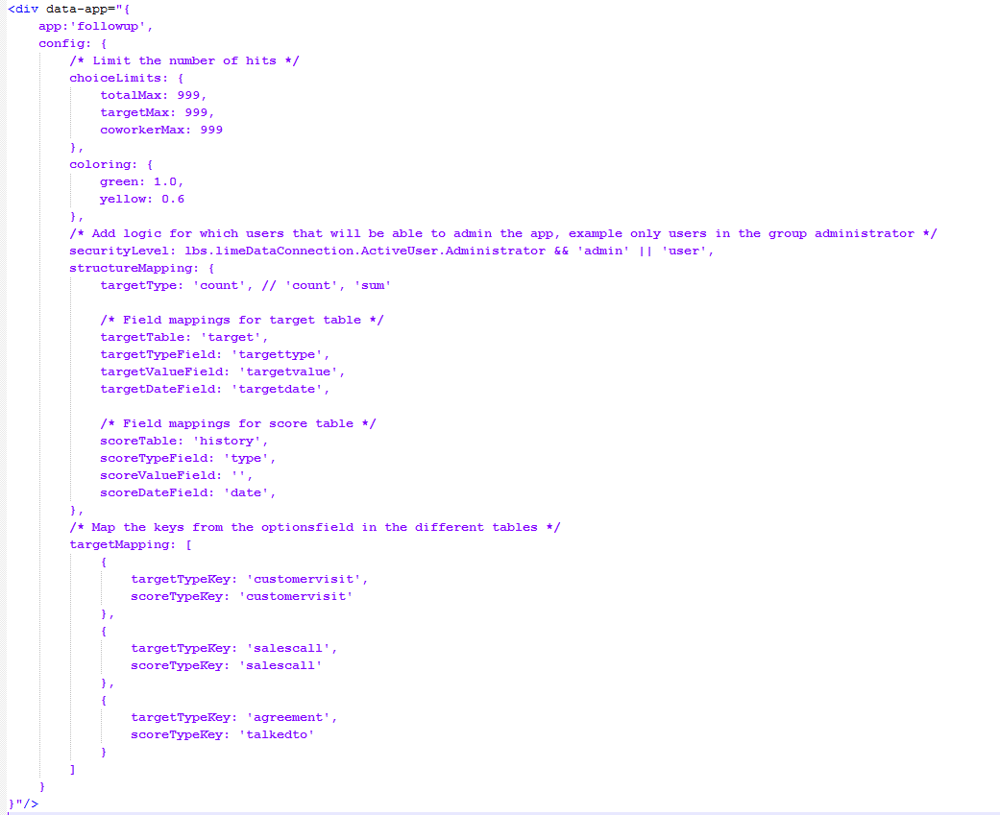 <div data-app="{
    app:'followup',
    config: {
        /* Limit the number of hits */
        choiceLimits: {
            totalMax: 999,
            targetMax: 999,
            coworkerMax: 999
        },
        coloring: {
            green: 1.0,
            yellow: 0.6
        },
        /* Add logic for which users that will be able to admin the app, example only users in the group administrator */
        securityLevel: lbs.limeDataConnection.ActiveUser.Administrator && 'admin' || 'user',
        structureMapping: {
            targetType: 'count', // 'count', 'sum'

            /* Field mappings for target table */
            targetTable: 'target',
            targetTypeField: 'targettype',
            targetValueField: 'targetvalue',
            targetDateField: 'targetdate',

            /* Field mappings for score table */
            scoreTable: 'history',
            scoreTypeField: 'type',
            scoreValueField: '',
            scoreDateField: 'date',
        },
        /* Map the keys from the optionsfield in the different tables */
        targetMapping: [
            {
                targetTypeKey: 'customervisit',
                scoreTypeKey: 'customervisit'
            },
            {
                targetTypeKey: 'salescall',
                scoreTypeKey: 'salescall'
            },
            {
                targetTypeKey: 'agreement',
                scoreTypeKey: 'talkedto'
            }
        ]
    }
}"/>